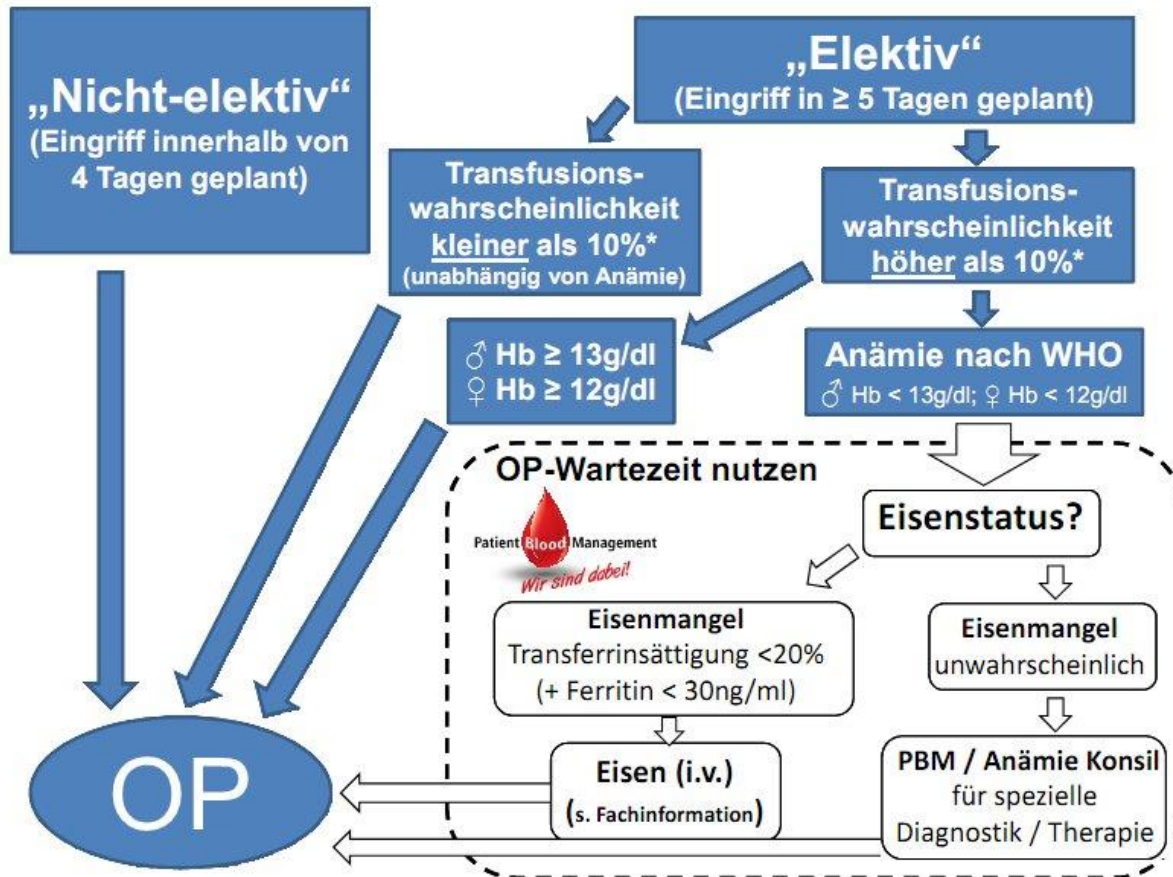 „Nicht-elektiv“
(Eingriff innerhalb von
4 Tagen geplant)
„Elektiv“
(Eingriff in ≥ 5 Tagen geplant)
Transfusions-
wahrscheinlichkeit
kleiner als 10%*
(unabhängig von Anämie)
Transfusions-
wahrscheinlichkeit
höher als 10%*
♂ Hb ≥ 13g/dl
♀ Hb ≥ 12g/dl
Anämie nach WHO
♂ Hb < 13g/dl; ♀ Hb < 12g/dl
OP-Wartezeit nutzen
Patient Blood Management
Wir sind dabei!
Eisenstatus?
Eisenmangel
Transferrinsättigung <20%
(+ Ferritin < 30ng/ml)
Eisenmangel
unwahrscheinlich
Eisen (i.v.)
(s. Fachinformation)
PBM / Anämie Konsil
für spezielle
Diagnostik / Therapie
OP